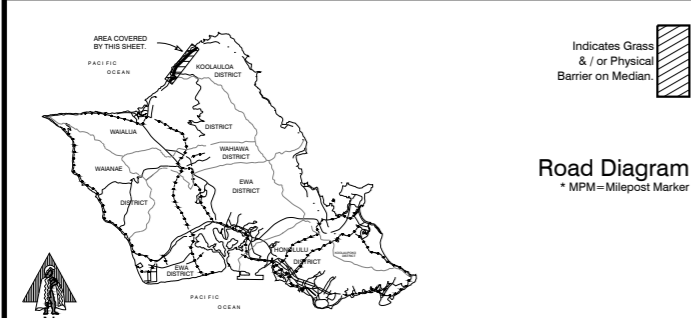 AREA COVERED
BY THIS SHEET.
PACIFIC
OCEAN
KOOLAULOA
DISTRICT
WAIALUA
DISTRICT
WAHIAWA
DISTRICT
WAIANAE
EWA
DISTRICT
DISTRICT
HONOLULU
DISTRICT
EWA
DISTRICT
PACIFIC
OCEAN
Indicates Grass
& / or Physical
Barrier on Median.
Road Diagram
* MPM=Milepost Marker